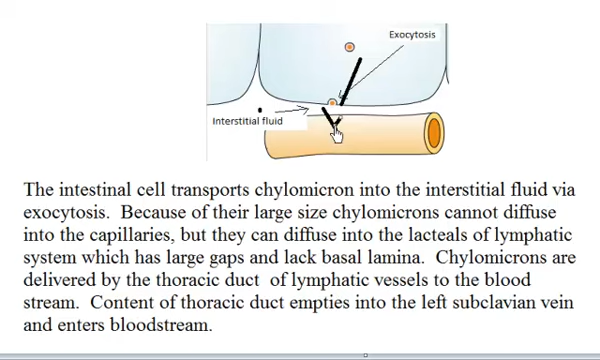 Exocytosis
Interstitial fluid
The intestinal cell transports chylomicron into the interstitial fluid via
exocytosis.  Because of their large size chylomicrons cannot diffuse
into the capillaries, but they can diffuse into the lacteals of lymphatic
system which has large gaps and lack basal lamina.  Chylomicrons are
delivered by the thoracic duct  of lymphatic vessels to the blood
stream.  Content of thoracic duct empties into the left subclavian vein
and enters bloodstream.